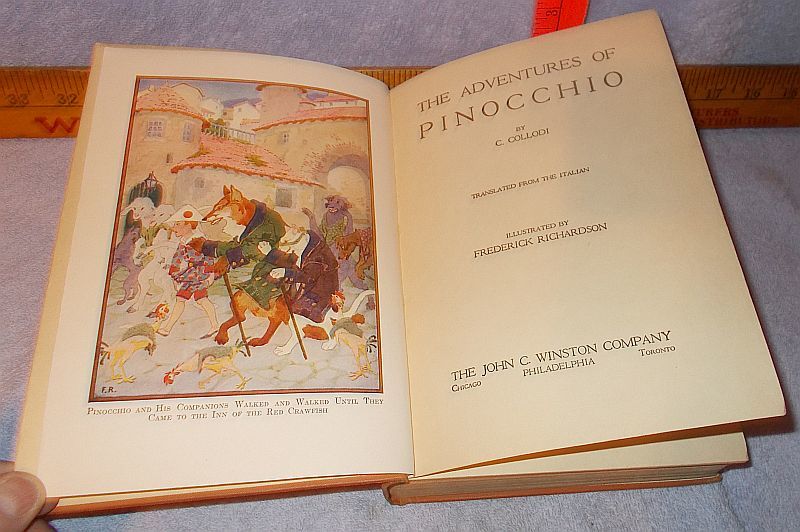 F.R.
PINOCCHIO AND HIS COMPANIONS WALKED AND WALKED UNTIL THEY
CAME TO THE INN OF THE RED CRAWFISH
THE ADVENTURES OF
PINOCCHIO
BY
C. COLLODI
TRANSLATED FROM THE ITALIAN
ILLUSTRATED BY
FREDERICK RICHARDSON
THE JOHN C. WINSTON COMPANY
CHICAGO PHILADELPHIA TORONTO
33 32
W
17 16